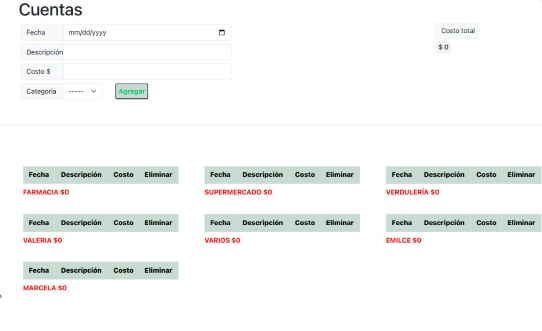 Cuentas
Fecha mm/dd/yyyy
Costo total
Descripción
$ 0
Costo $
Categoría ----- Agregar
Fecha Descripción Costo Eliminar
FARMACIA $0
Fecha Descripción Costo Eliminar
SUPERMERCADO $0
Fecha Descripción Costo Eliminar
VERDULERÍA $0
Fecha Descripción Costo Eliminar
VALERIA $0
Fecha Descripción Costo Eliminar
VARIOS $0
Fecha Descripción Costo Eliminar
EMILCE $0
Fecha Descripción Costo Eliminar
MARCELA $0